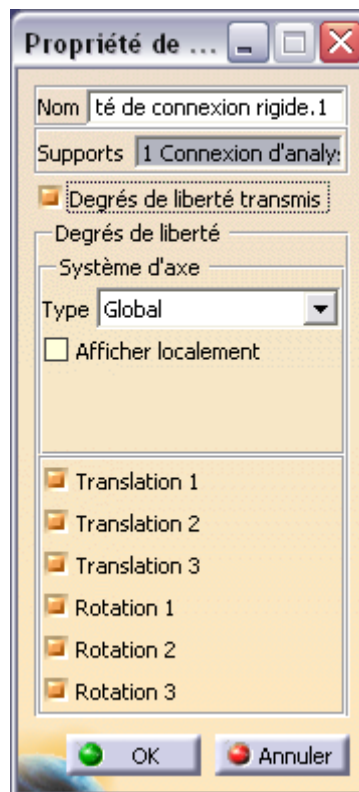 Propriété de ...
Nom té de connexion rigide.1
Supports 1 Connexion d'analy
Degrés de liberté transmis
Degrés de liberté
Système d'axe
Type Global
Afficher localement
Translation 1
Translation 2
Translation 3
Rotation 1
Rotation 2
Rotation 3
OK Annuler